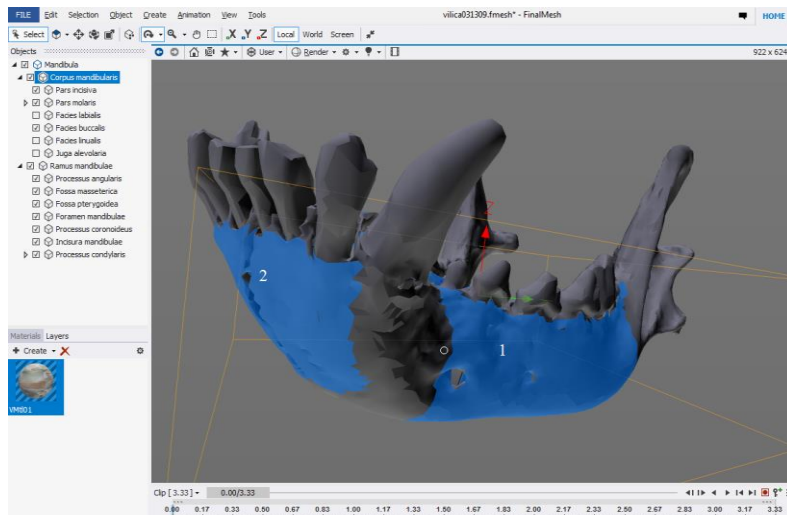 FILE Edit Selection Object Create Animation View Tools vilica031309.fmesh* - FinalMesh HOME
Select X Y Z Local World Screen
Objects User Render 922 x 624
Mandibula
Corpus mandibularis
Pars incisiva
Pars molaris
Facies labialis
Facies buccalis
Facies linualis
Juga alevolaria
Ramus mandibulae
Processus angularis
Fossa masseterica
Fossa pterygoidea
Foramen mandibulae
Processus coronoideus
Incisura mandibulae
Processus condylaris
Z
2
1
Materials Layers
Create
VMtl01
Clip [ 3.33 ] 0.00/3.33
0.00 0.17 0.33 0.50 0.67 0.83 1.00 1.17 1.33 1.50 1.67 1.83 2.00 2.17 2.33 2.50 2.67 2.83 3.00 3.17 3.33